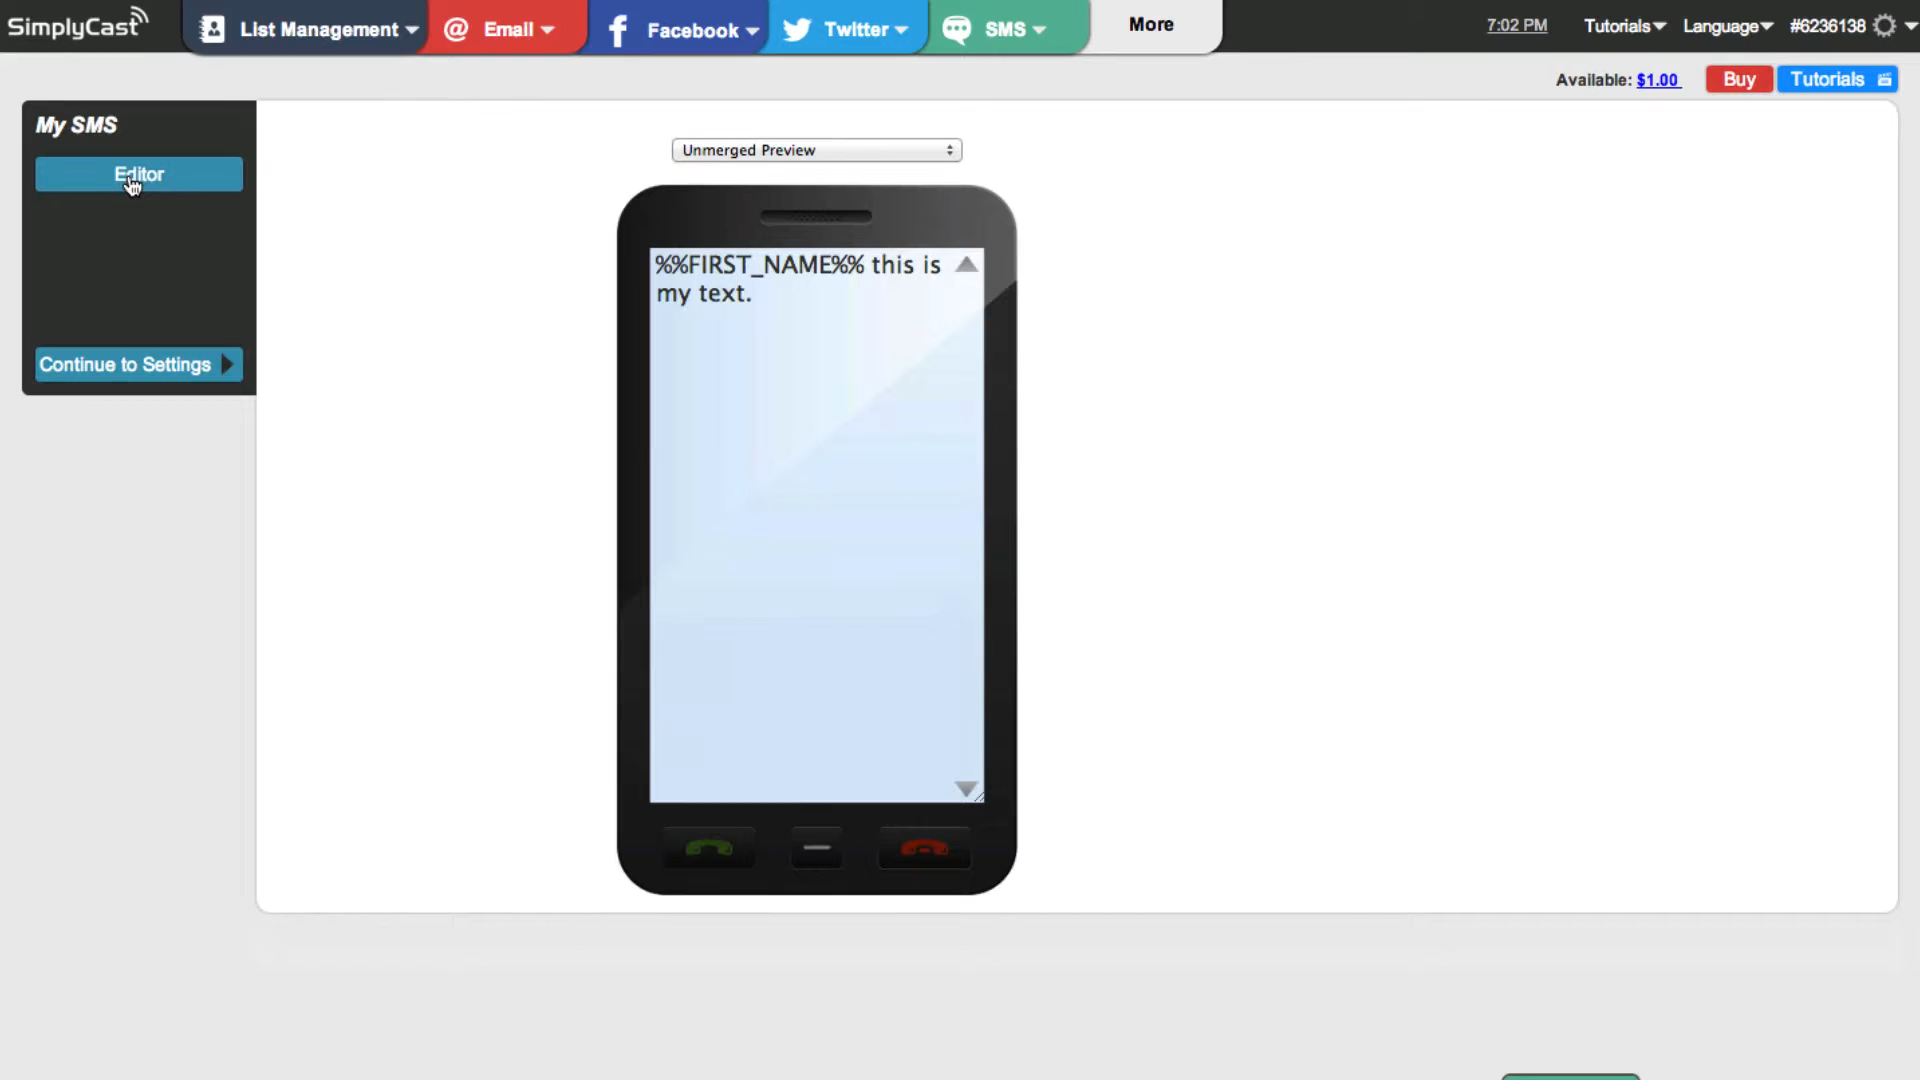 SimplyCast
List Management
Email
Facebook
Twitter
SMS
More
7:02 PM
Tutorials
Language
#6236138
Available: $1.00
Buy
Tutorials
My SMS
Editor
Continue to Settings
Unmerged Preview
%%FIRST_NAME%% this is
my text.